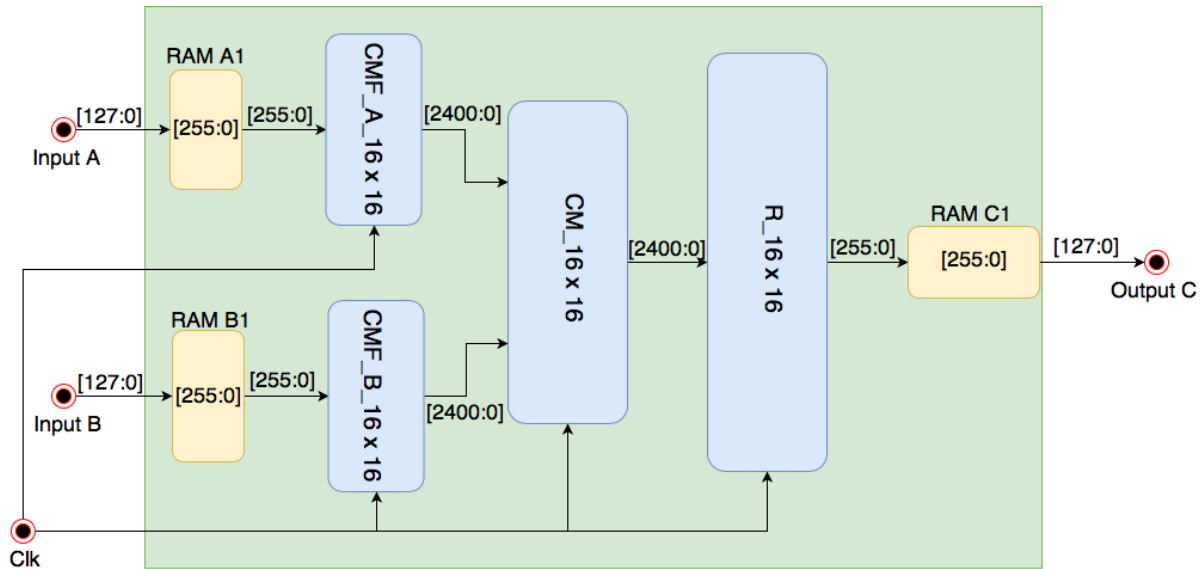 RAM A1
[127:0]
[255:0]
[255:0]
CMF_A_16 x 16
[2400:0]
Input A
CM_16 x 16
R_16 x 16
RAM C1
[2400:0]
[255:0]
[255:0]
[127:0]
Output C
RAM B1
[127:0]
[255:0]
[255:0]
CMF_B_16 x 16
[2400:0]
Input B
Clk